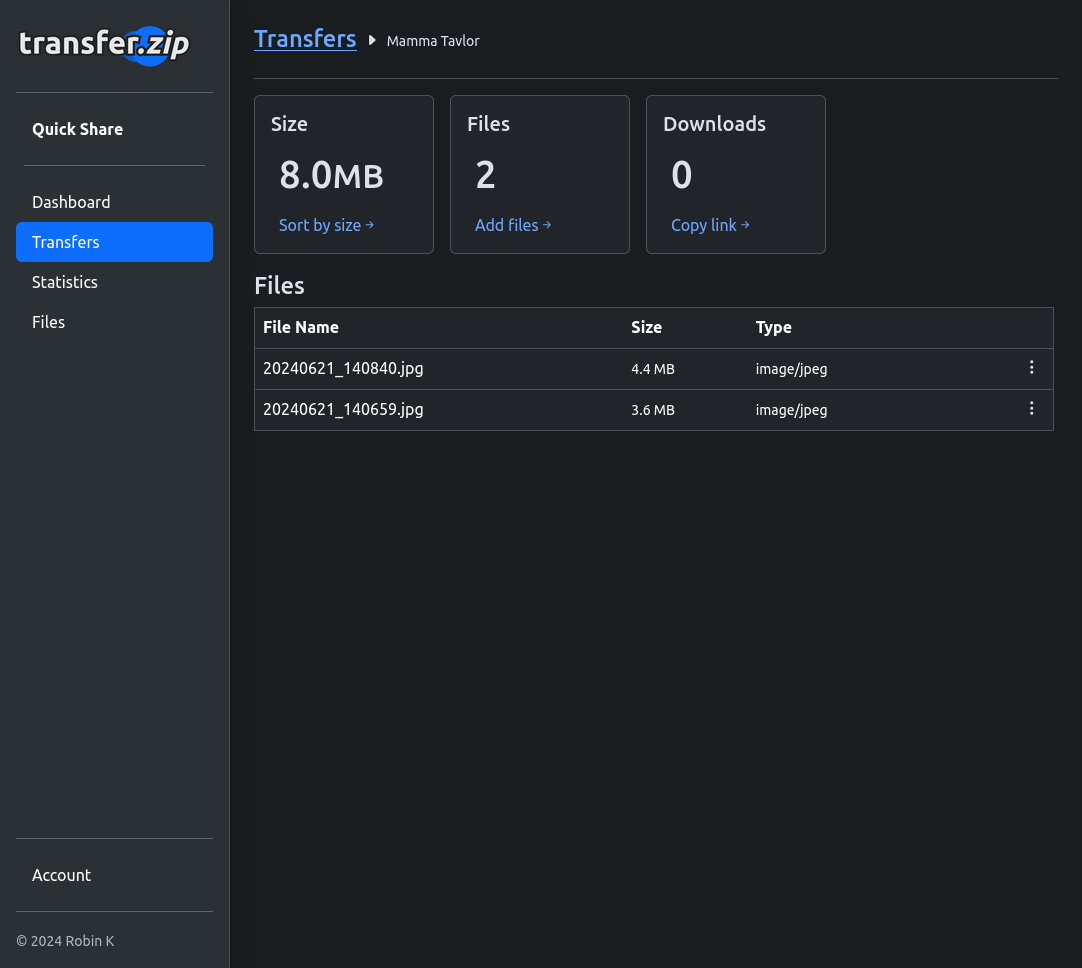 transfer.zip
Quick Share
Dashboard
Transfers
Statistics
Files
Account
© 2024 Robin K
Transfers Mamma Tavlor
Size
8.0MB
Sort by size →
Files
2
Add files →
Downloads
0
Copy link →
Files
File Name Size Type
20240621_140840.jpg 4.4 MB image/jpeg
20240621_140659.jpg 3.6 MB image/jpeg